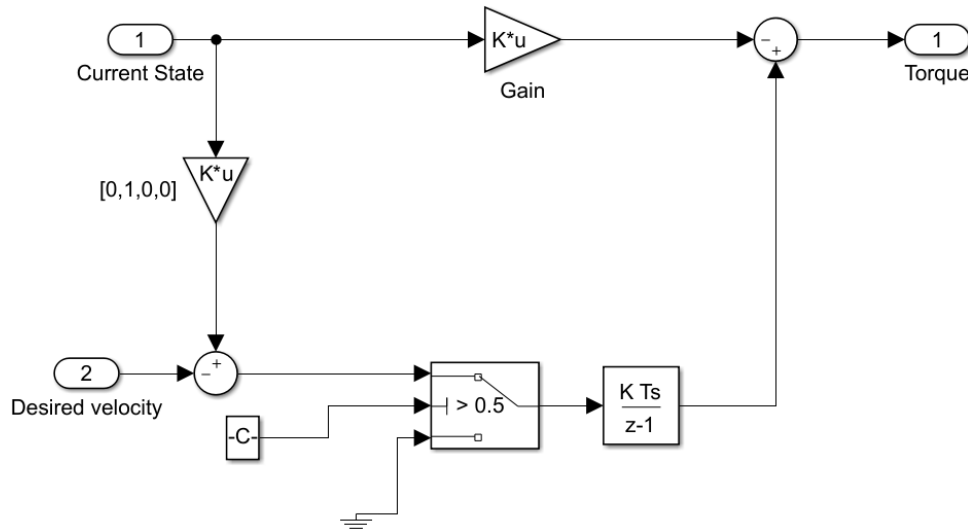 1
Current State
K*u
Gain
-
+
1
Torque
K*u
[0,1,0,0]
2
Desired velocity
-
+
-C-
> 0.5
K Ts
z-1